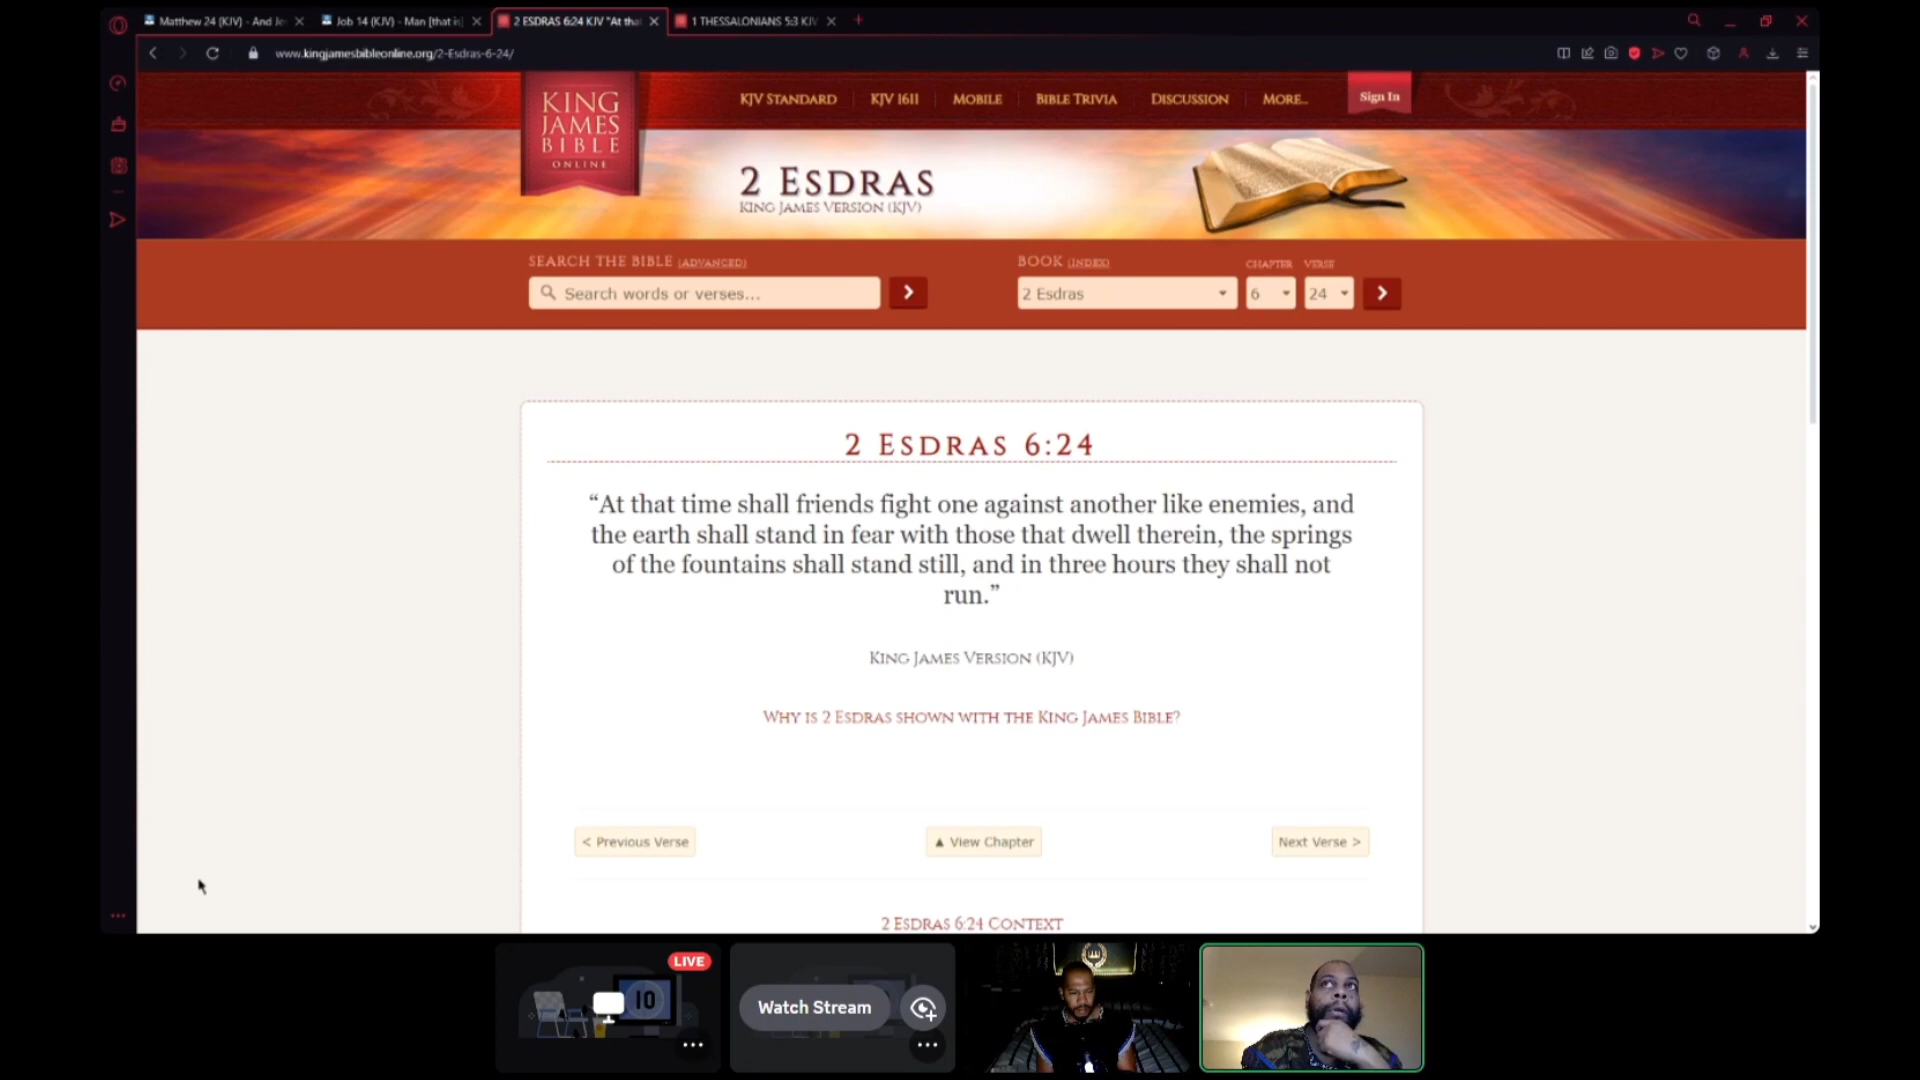 Matthew 24 (KJV) - And Je
Job 14 (KJV) - Man [that is
2 ESDRAS 6:24 KJV "At tha
1 THESSALONIANS 5:3 KJV
www.kingjamesbibleonline.org/2-Esdras-6-24/
KING
JAMES
BIBLE
ONLINE
KJV STANDARD
KJV 1611
MOBILE
BIBLE TRIVIA
DISCUSSION
MORE...
Sign In
2 ESDRAS
KING JAMES VERSION (KJV)
SEARCH THE BIBLE (ADVANCED)
Search words or verses...
BOOK (INDEX)
CHAPTER
VERSE
2 Esdras
6
24
2 ESDRAS 6:24
“At that time shall friends fight one against another like enemies, and
the earth shall stand in fear with those that dwell therein, the springs
of the fountains shall stand still, and in three hours they shall not
run.”
KING JAMES VERSION (KJV)
WHY IS 2 ESDRAS SHOWN WITH THE KING JAMES BIBLE?
< Previous Verse
▲ View Chapter
Next Verse >
2 ESDRAS 6:24 CONTEXT
LIVE
10
Watch Stream